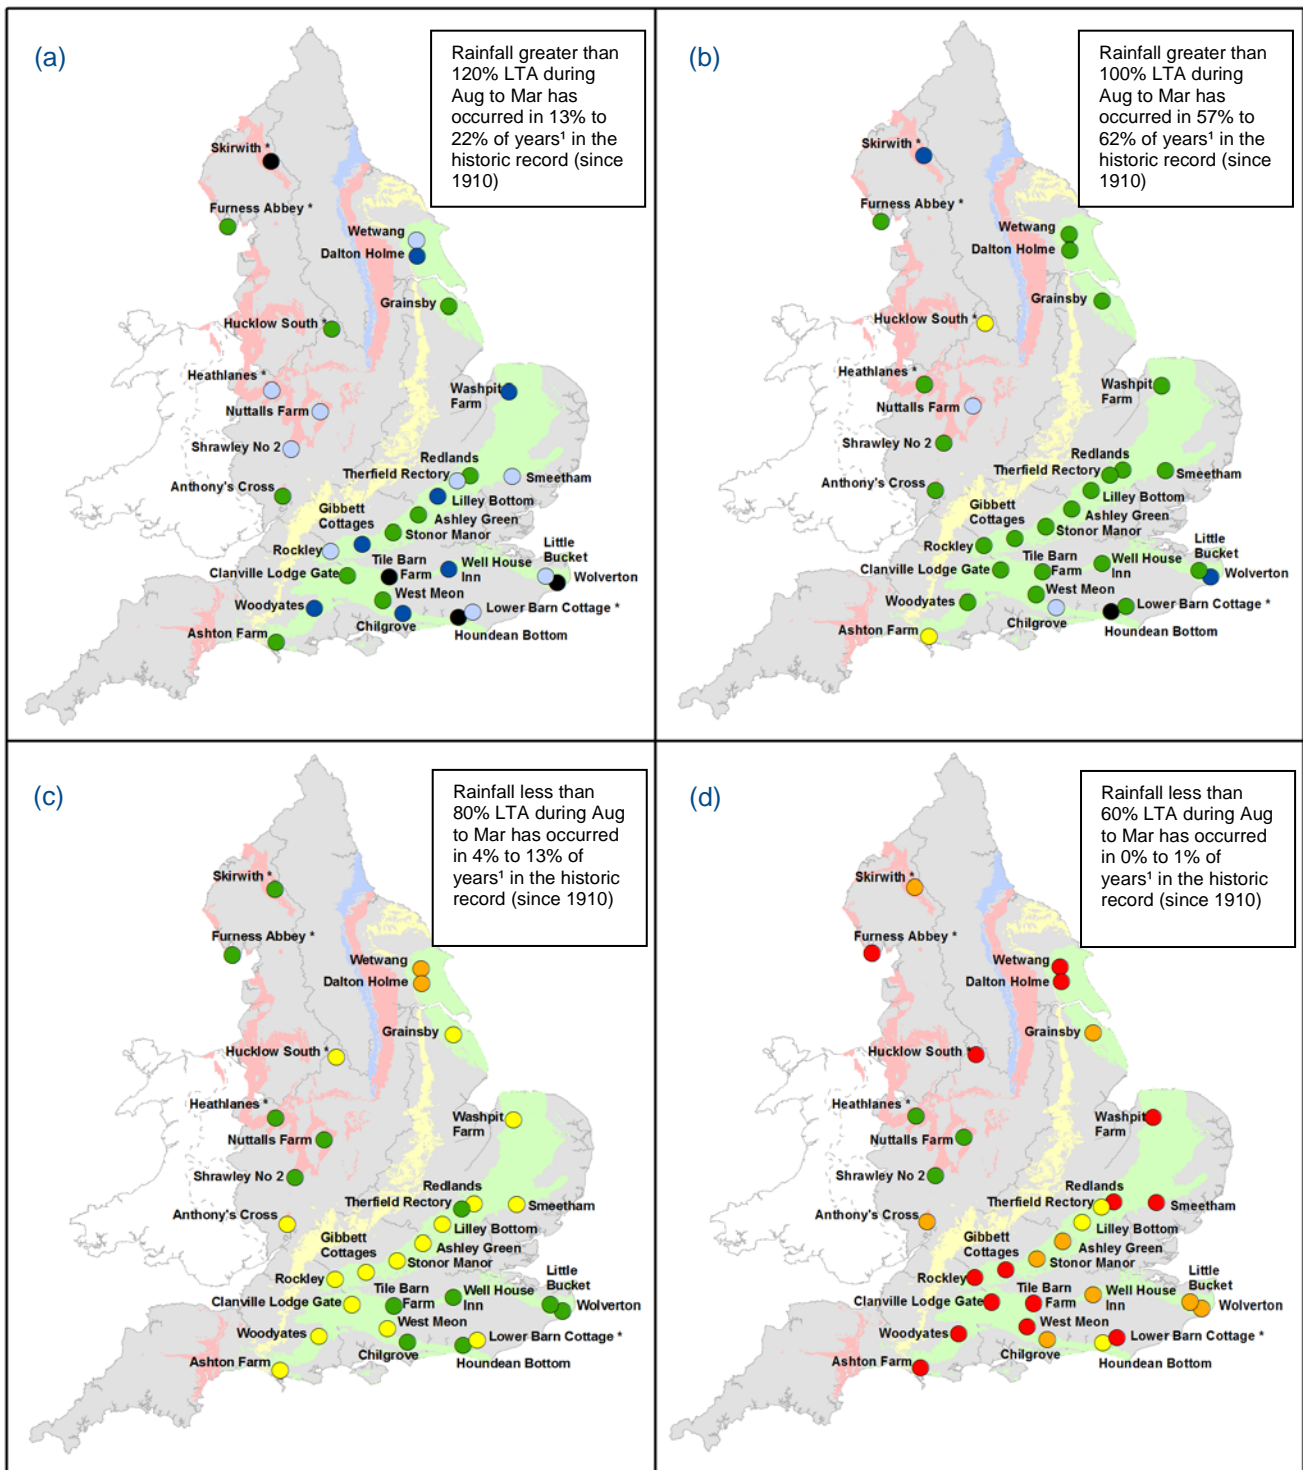 (a)
Rainfall greater than
120% LTA during
Aug to Mar has
occurred in 13% to
22% of years¹ in the
historic record (since
1910)
Skirwith *
Furness Abbey *
Wetwang
Dalton Holme
Grainsby
Hucklow South *
Heathlanes *
Washpit
Farm
Nuttalls Farm
Shrawley No 2
Redlands
Therfield Rectory
Smeetham
Anthony's Cross
Lilley Bottom
Gibbett
Cottages
Ashley Green
Stonor Manor
Rockley
Little
Bucket
Tile Barn
Farm
Well House
Inn
Clanville Lodge Gate
Wolverton
West Meon
Woodyates
Lower Barn Cottage *
Chilgrove
Ashton Farm
Houndean Bottom
(b)
Rainfall greater than
100% LTA during
Aug to Mar has
occurred in 57% to
62% of years¹ in the
historic record (since
1910)
Skirwith *
Furness Abbey *
Wetwang
Dalton Holme
Grainsby
Hucklow South *
Heathlanes *
Washpit
Farm
Nuttalls Farm
Shrawley No 2
Redlands
Therfield Rectory
Smeetham
Anthony's Cross
Lilley Bottom
Gibbett
Cottages
Ashley Green
Stonor Manor
Rockley
Little
Bucket
Tile Barn
Farm
Well House
Inn
Clanville Lodge Gate
Wolverton
West Meon
Woodyates
Lower Barn Cottage *
Chilgrove
Ashton Farm
Houndean Bottom
(c)
Rainfall less than
80% LTA during Aug
to Mar has occurred
in 4% to 13% of
years¹ in the historic
record (since 1910)
Skirwith *
Furness Abbey *
Wetwang
Dalton Holme
Grainsby
Hucklow South *
Heathlanes *
Washpit
Farm
Nuttalls Farm
Shrawley No 2
Redlands
Therfield Rectory
Smeetham
Anthony's Cross
Lilley Bottom
Gibbett
Cottages
Ashley Green
Stonor Manor
Rockley
Little
Bucket
Tile Barn
Farm
Well House
Inn
Clanville Lodge Gate
Wolverton
West Meon
Woodyates
Lower Barn Cottage *
Chilgrove
Ashton Farm
Houndean Bottom
(d)
Rainfall less than
60% LTA during Aug
to Mar has occurred
in 0% to 1% of
years¹ in the historic
record (since 1910)
Skirwith *
Furness Abbey *
Wetwang
Dalton Holme
Grainsby
Hucklow South *
Heathlanes *
Washpit
Farm
Nuttalls Farm
Shrawley No 2
Redlands
Therfield Rectory
Smeetham
Anthony's Cross
Lilley Bottom
Gibbett
Cottages
Ashley Green
Stonor Manor
Rockley
Little
Bucket
Tile Barn
Farm
Well House
Inn
Clanville Lodge Gate
Wolverton
West Meon
Woodyates
Lower Barn Cottage *
Chilgrove
Ashton Farm
Houndean Bottom